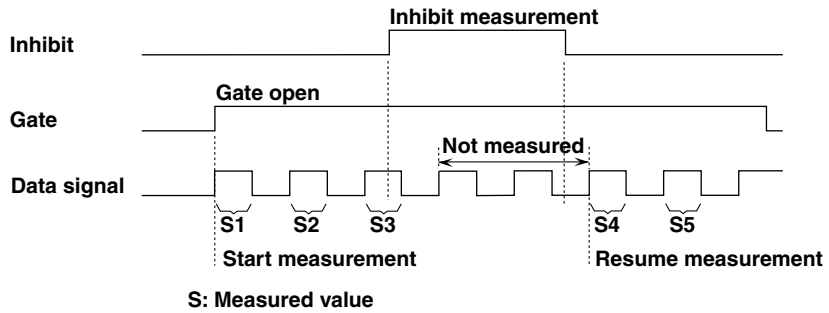 Inhibit measurement
Inhibit
Gate open
Gate
Not measured
Data signal
S1 S2 S3 S4 S5
Start measurement Resume measurement
S: Measured value